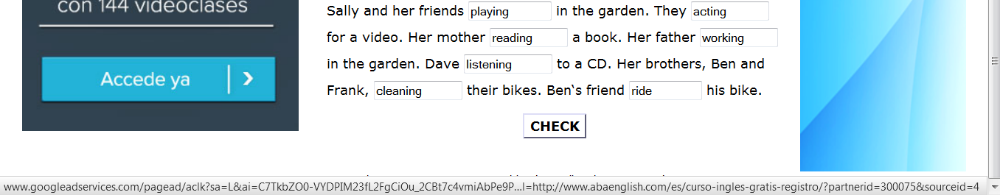 con 144 videoclases
Accede ya
Sally and her friends playing in the garden. They acting
for a video. Her mother reading a book. Her father working
in the garden. Dave listening to a CD. Her brothers, Ben and
Frank, cleaning their bikes. Ben‛s friend ride his bike.
CHECK
www.googleadservices.com/pagead/aclk?sa=L&ai=C7TkbZO0-VYDPIM23fL2FgCiOu_2CBt7c4vmiAbPe9P...l=http://www.abaenglish.com/es/curso-ingles-gratis-registro/?partnerid=300075&sourceid=4